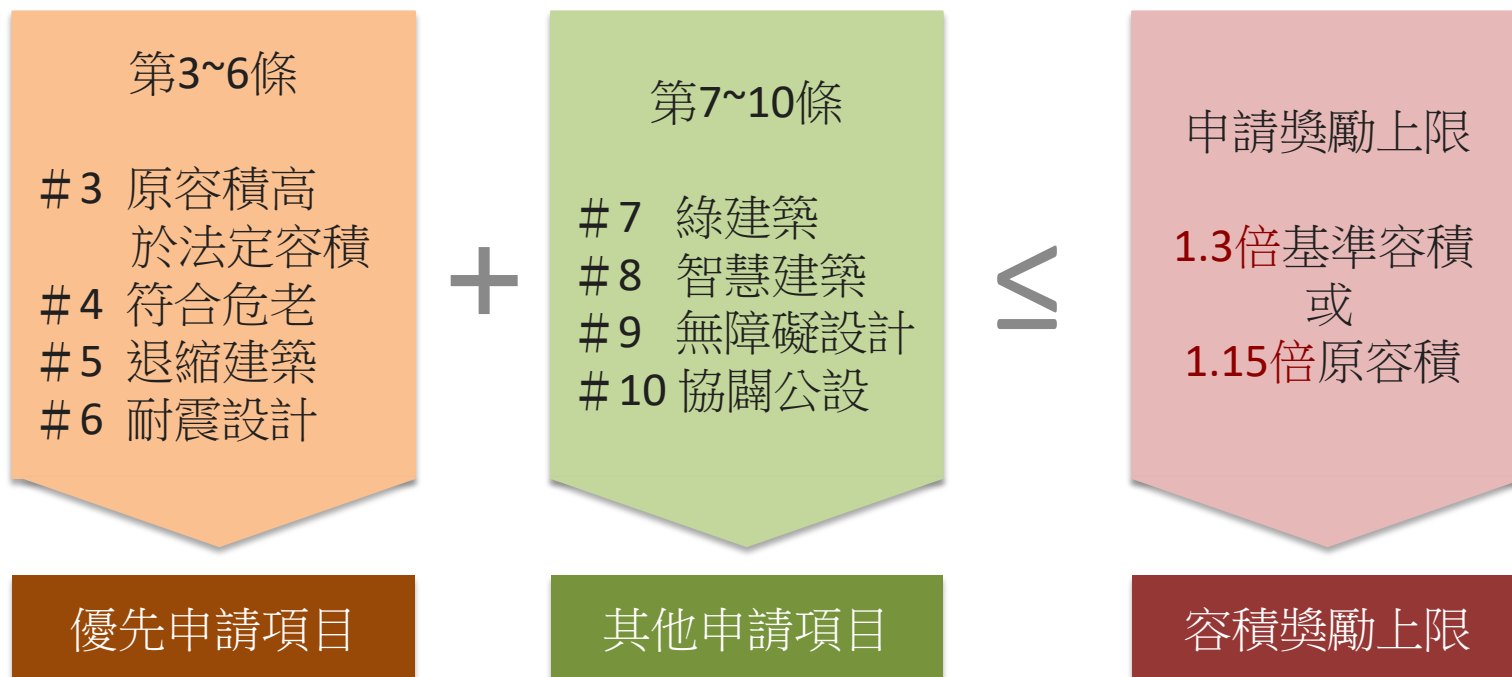 第3~6條
#3 原容積高
於法定容積
#4 符合危老
#5 退縮建築
#6 耐震設計
優先申請項目
+
第7~10條
#7 綠建築
#8 智慧建築
#9 無障礙設計
#10 協闢公設
其他申請項目
≤
申請獎勵上限
1.3倍基準容積
或
1.15倍原容積
容積獎勵上限